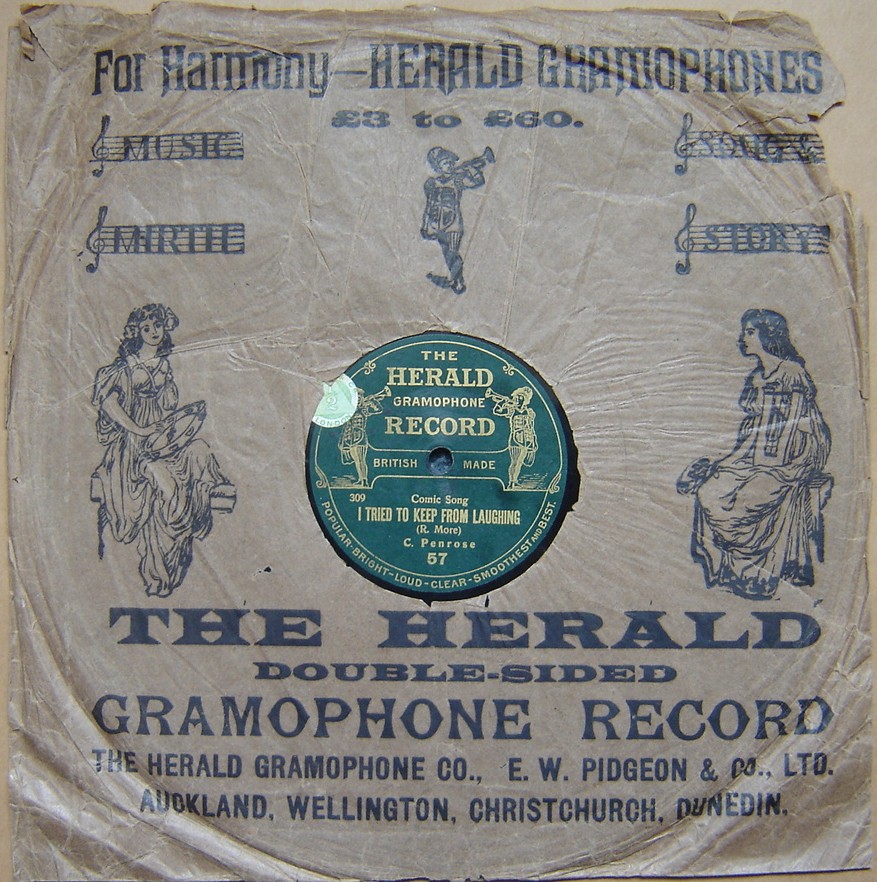 For Harmony—HERALD GRAMOPHONES
£3 to £60.
MUSIC
SONGS
MIRTH
STORY
THE
HERALD
GRAMOPHONE
RECORD
BRITISH MADE
2
LONDON
309
Comic Song
I TRIED TO KEEP FROM LAUGHING
(R. More)
C. Penrose
57
POPULAR-BRIGHT-LOUD-CLEAR-SMOOTHEST AND BEST.
THE HERALD
DOUBLE-SIDED
GRAMOPHONE RECORD
THE HERALD GRAMOPHONE CO., E. W. PIDGEON & CO., LTD.
AUCKLAND, WELLINGTON, CHRISTCHURCH, DUNEDIN.